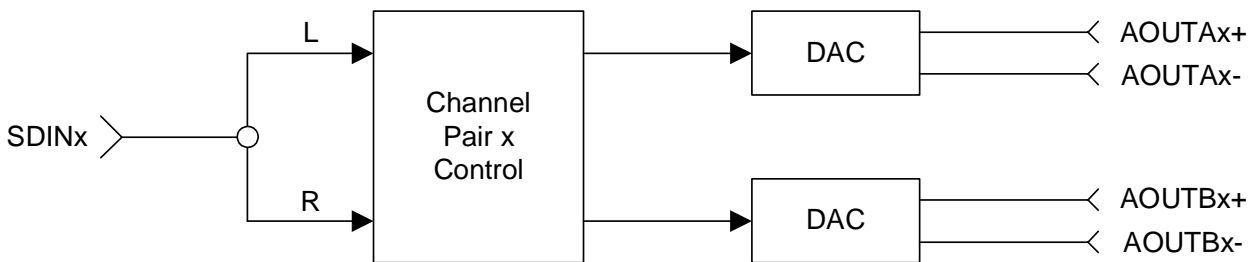 L
DAC
AOUTAx+
AOUTAx-
SDINx
Channel
Pair x
Control
R
DAC
AOUTBx+
AOUTBx-